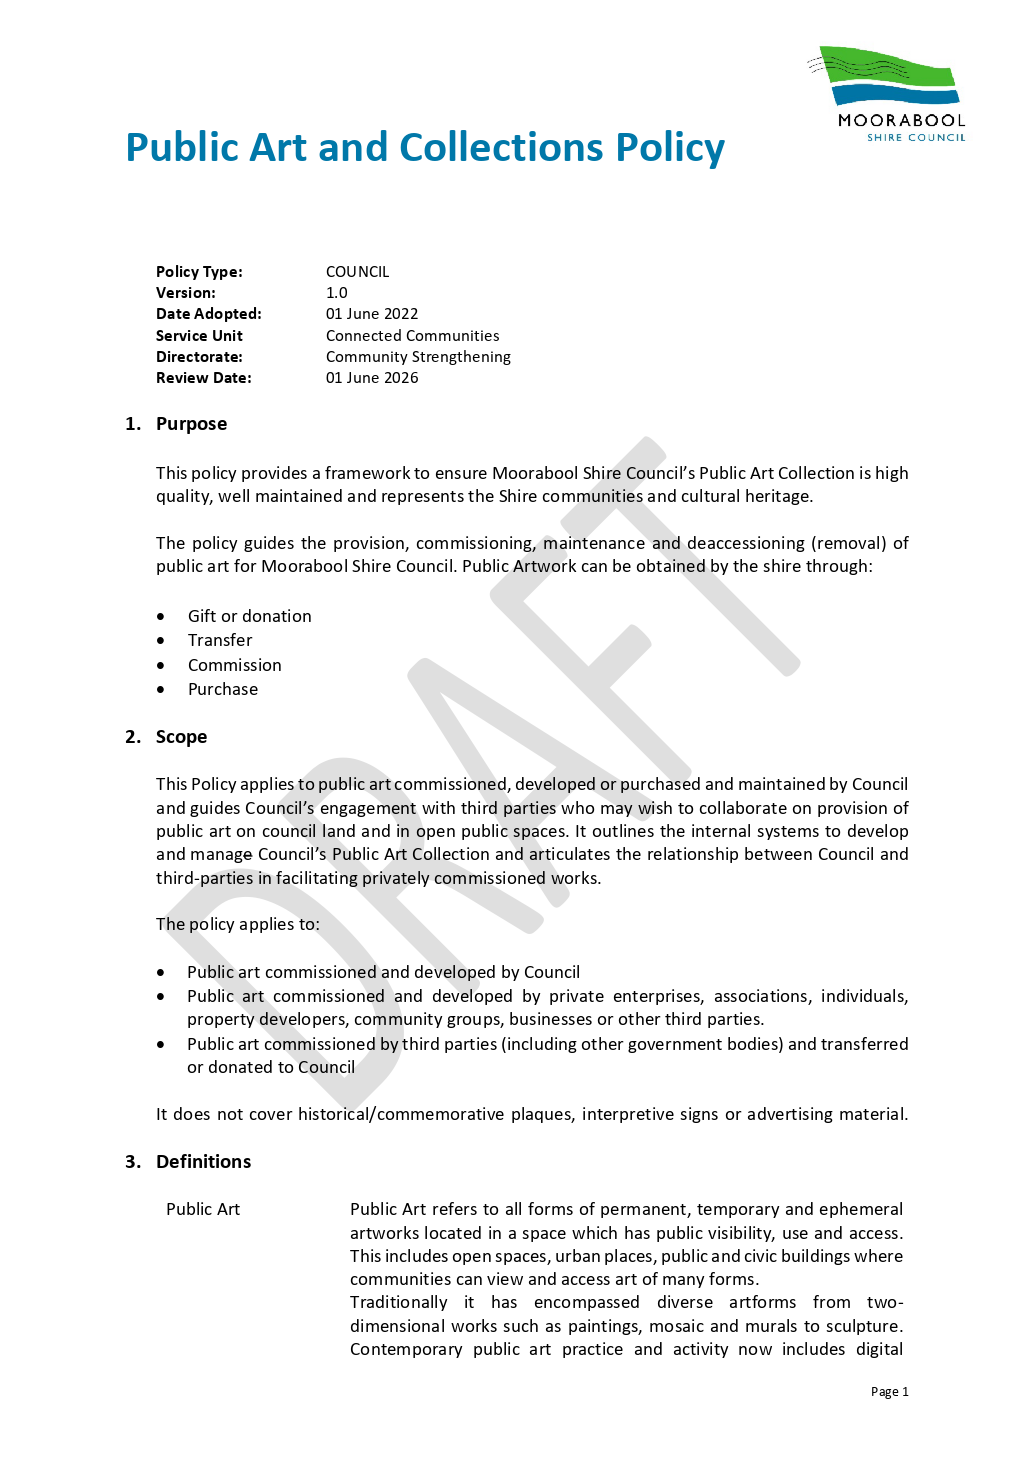 MOORABOOL
SHIRE COUNCIL
Public Art and Collections Policy
Policy Type: COUNCIL
Version: 1.0
Date Adopted: 01 June 2022
Service Unit Connected Communities
Directorate: Community Strengthening
Review Date: 01 June 2026
1. Purpose
This policy provides a framework to ensure Moorabool Shire Council’s Public Art Collection is high
quality, well maintained and represents the Shire communities and cultural heritage.
The policy guides the provision, commissioning, maintenance and deaccessioning (removal) of
public art for Moorabool Shire Council. Public Artwork can be obtained by the shire through:
• Gift or donation
• Transfer
• Commission
• Purchase
2. Scope
This Policy applies to public art commissioned, developed or purchased and maintained by Council
and guides Council’s engagement with third parties who may wish to collaborate on provision of
public art on council land and in open public spaces. It outlines the internal systems to develop
and manage Council’s Public Art Collection and articulates the relationship between Council and
third-parties in facilitating privately commissioned works.
The policy applies to:
• Public art commissioned and developed by Council
• Public art commissioned and developed by private enterprises, associations, individuals,
property developers, community groups, businesses or other third parties.
• Public art commissioned by third parties (including other government bodies) and transferred
or donated to Council
It does not cover historical/commemorative plaques, interpretive signs or advertising material.
3. Definitions
Public Art Public Art refers to all forms of permanent, temporary and ephemeral
artworks located in a space which has public visibility, use and access.
This includes open spaces, urban places, public and civic buildings where
communities can view and access art of many forms.
Traditionally it has encompassed diverse artforms from two-
dimensional works such as paintings, mosaic and murals to sculpture.
Contemporary public art practice and activity now includes digital
Page 1
DRAFT